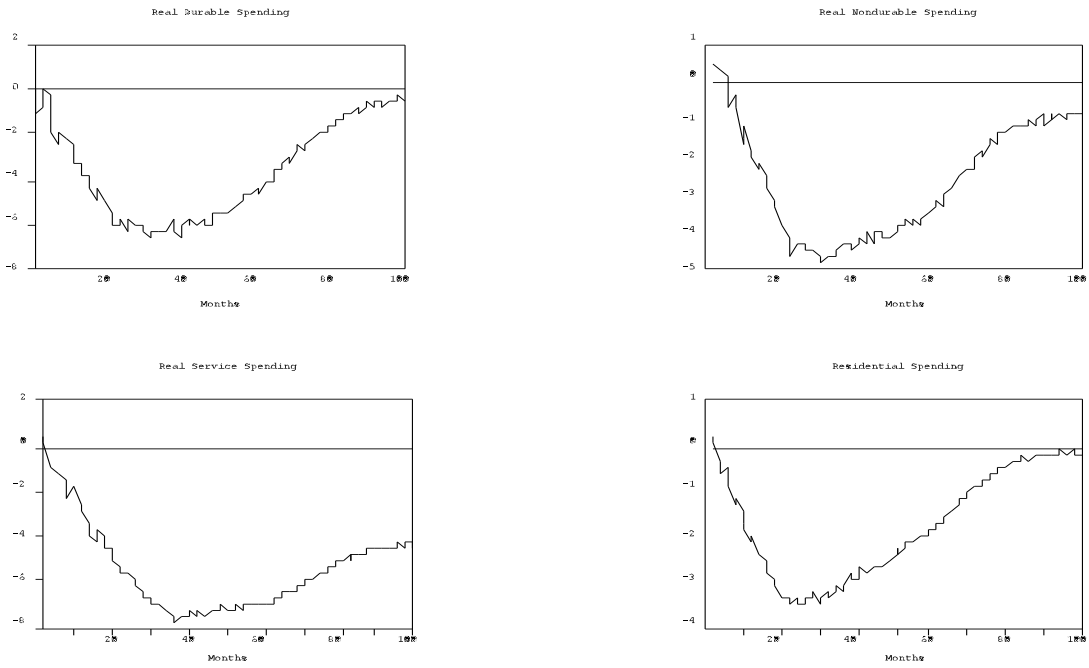 Real Durable Spending
2
0
-2
-4
-6
-8
20 40 60 80 100
Months
Real Nondurable Spending
1
0
-1
-2
-3
-4
-5
20 40 60 80 100
Months
Real Service Spending
2
0
-2
-4
-6
-8
20 40 60 80 100
Months
Residential Spending
1
0
-1
-2
-3
-4
20 40 60 80 100
Months